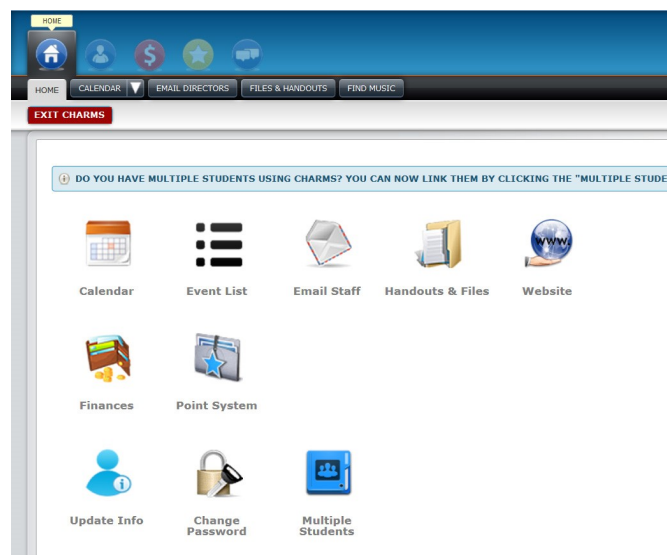 HOME
$
HOME
CALENDAR
EMAIL DIRECTORS
FILES & HANDOUTS
FIND MUSIC
EXIT CHARMS
DO YOU HAVE MULTIPLE STUDENTS USING CHARMS? YOU CAN NOW LINK THEM BY CLICKING THE "MULTIPLE STUDE
www.
Calendar
Event List
Email Staff
Handouts & Files
Website
Finances
Point System
Update Info
Change
Password
Multiple
Students